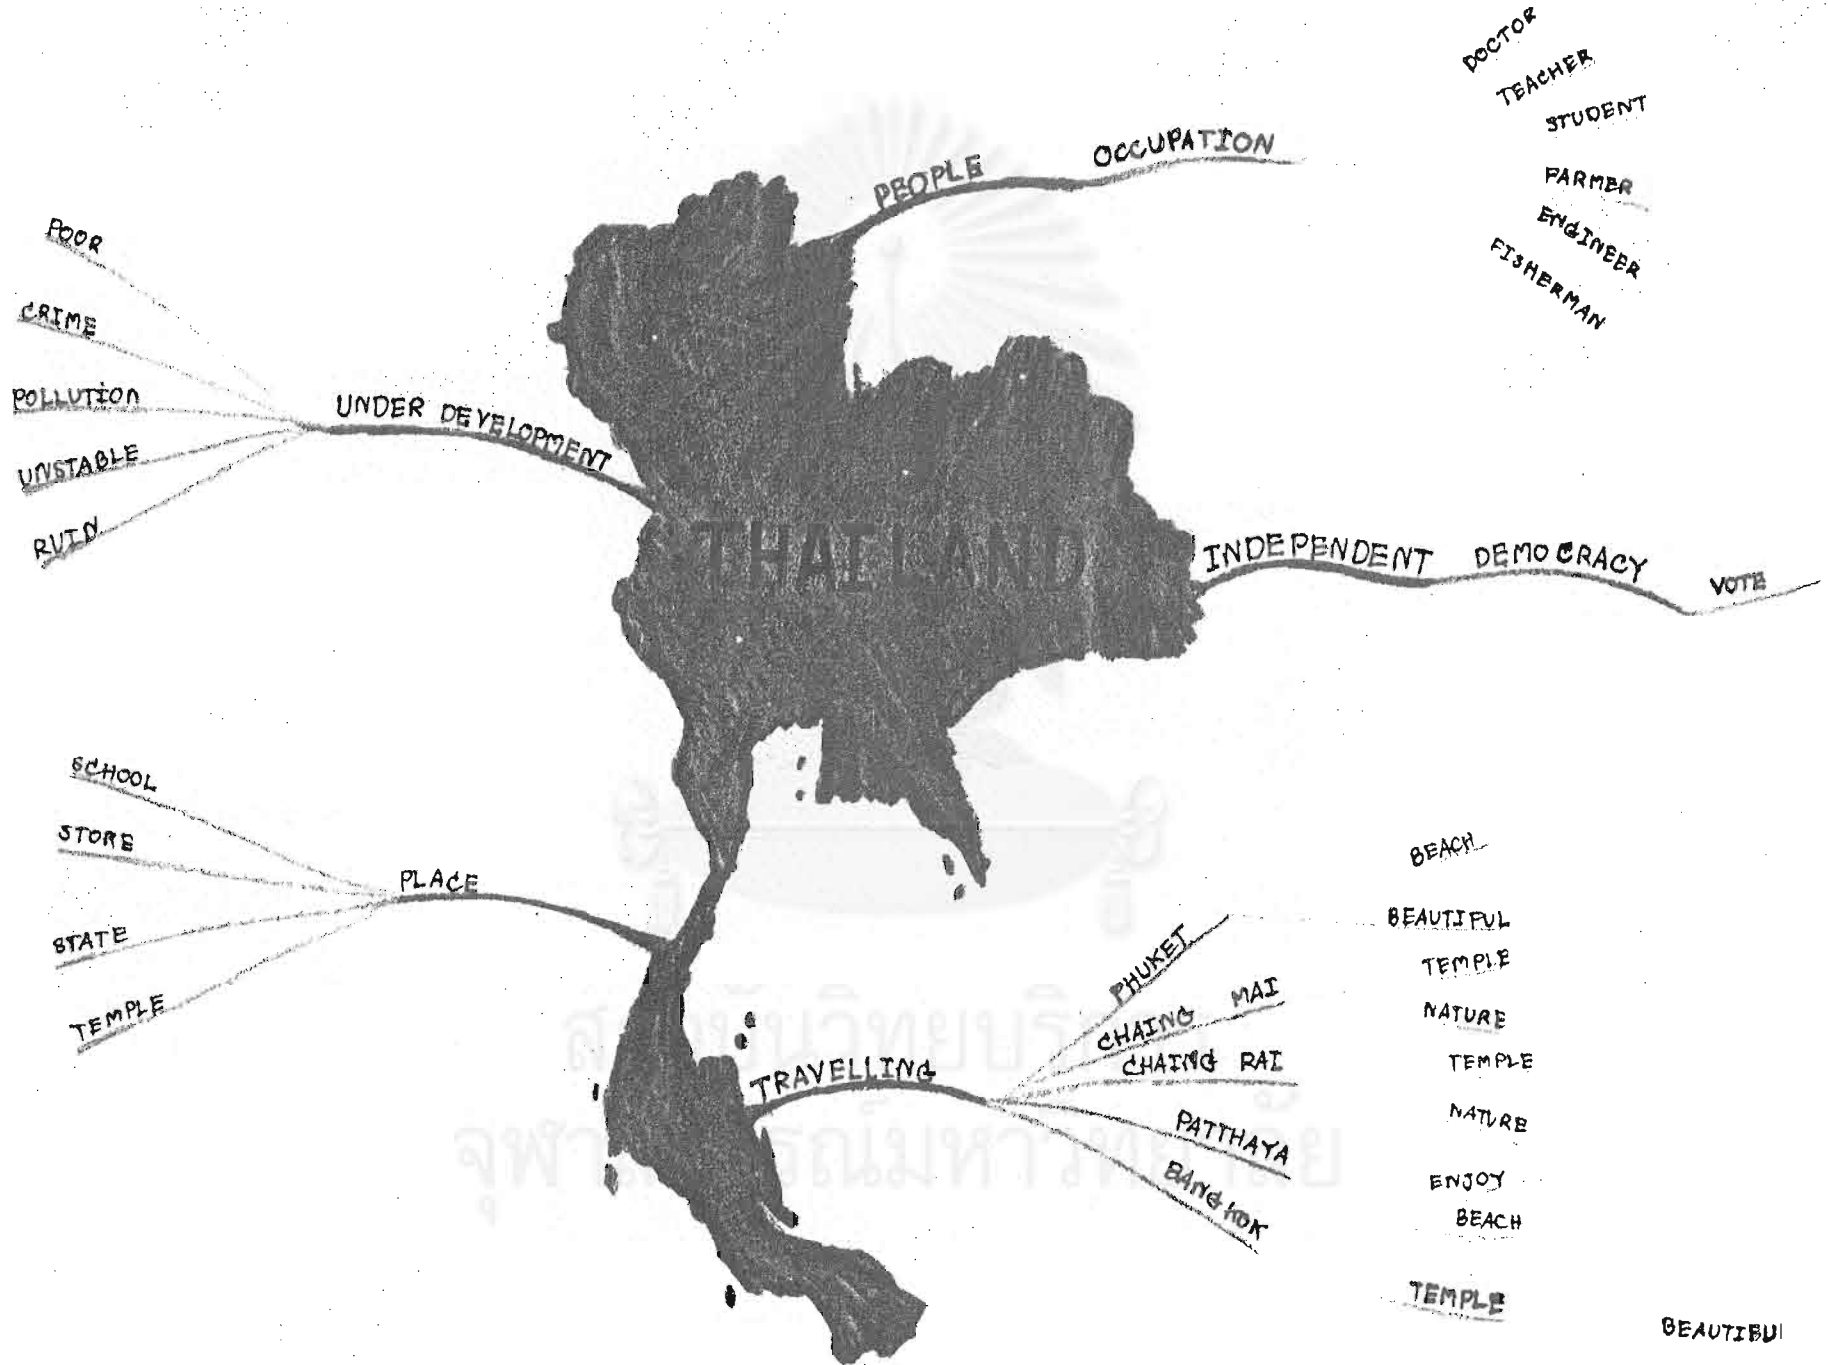 DOCTOR
TEACHER
STUDENT
PEOPLE OCCUPATION
PARMER
ENGINEER
FISHERMAN
POOR
CRIME
POLLUTION
UNSTABLE
RUIN
UNDER DEVELOPMENT
THAILAND
INDEPENDENT DEMOCRACY VOTE
SCHOOL
STORE
STATE
TEMPLE
PLACE
TRAVELLING
PHUKET
CHAING MAI
CHAING RAI
PATTHAYA
BANGKOK
BEACH
BEAUTIFUL
TEMPLE
NATURE
TEMPLE
NATURE
ENJOY
BEACH
TEMPLE
BEAUTIBUl